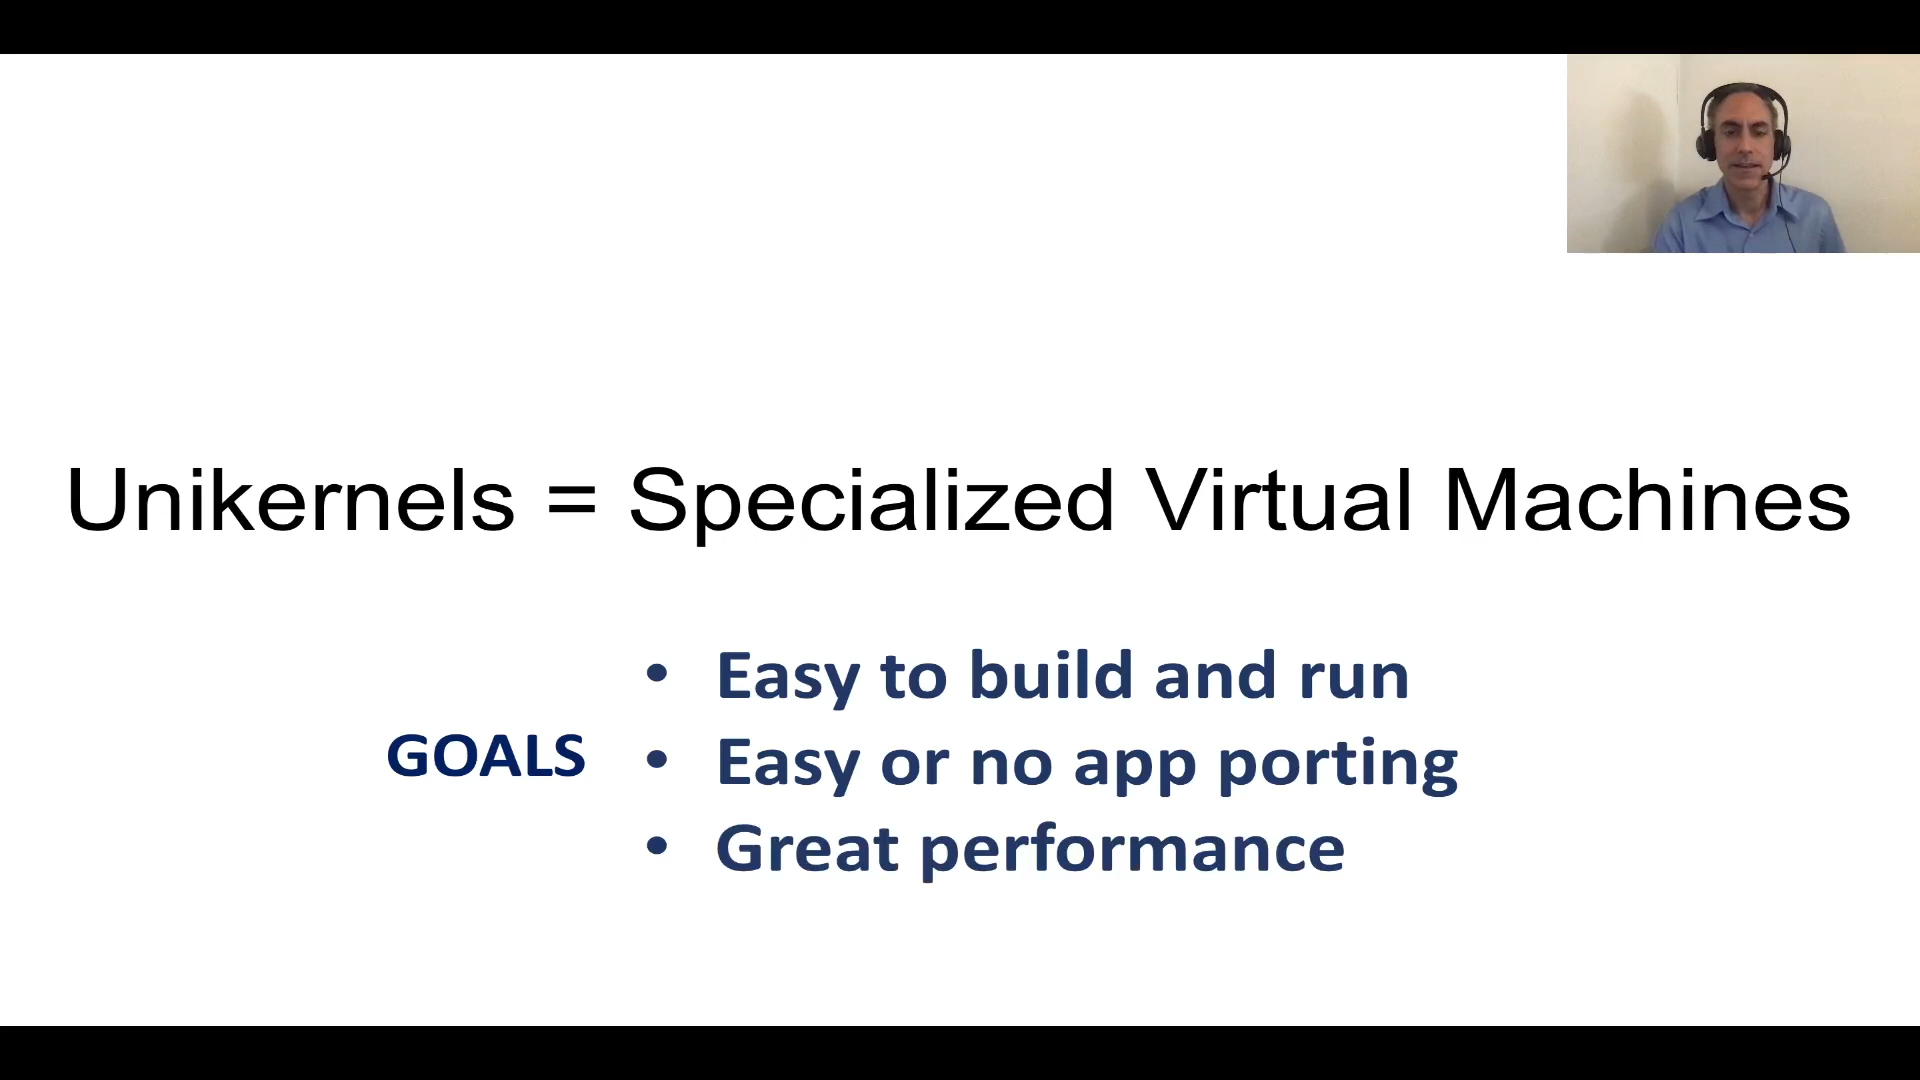 Unikernels = Specialized Virtual Machines
GOALS
• Easy to build and run
• Easy or no app porting
• Great performance